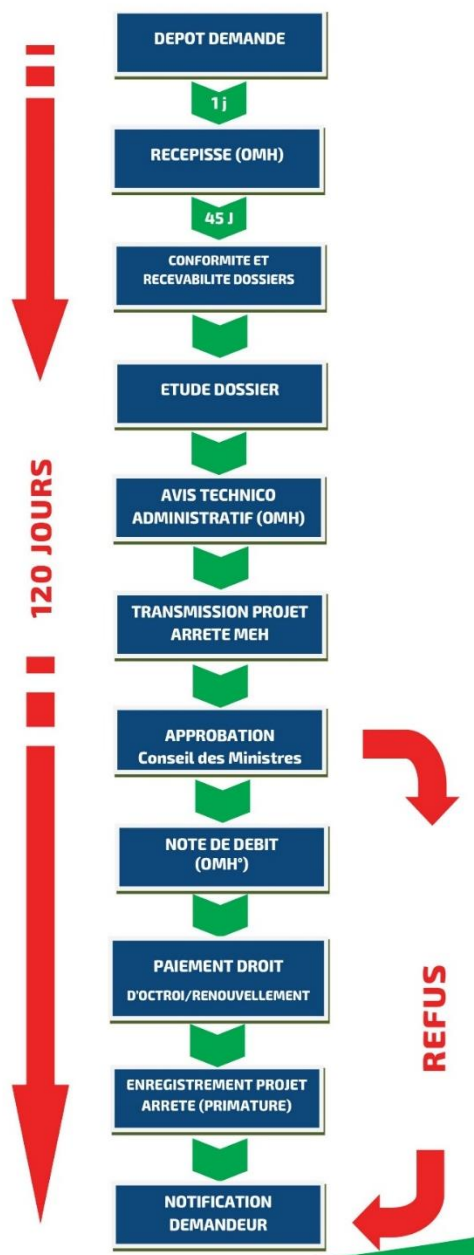 DEPOT DEMANDE
1 j
RECEPISSE (OMH)
45 J
CONFORMITE ET
RECEVABILITE DOSSIERS
ETUDE DOSSIER
AVIS TECHNICO
ADMINISTRATIF (OMH)
120 JOURS
TRANSMISSION PROJET
ARRETE MEH
APPROBATION
Conseil des Ministres
NOTE DE DEBIT
(OMH°)
PAIEMENT DROIT
D'OCTROI/RENOUVELLEMENT
REFUS
ENREGISTREMENT PROJET
ARRETE (PRIMATURE)
NOTIFICATION
DEMANDEUR